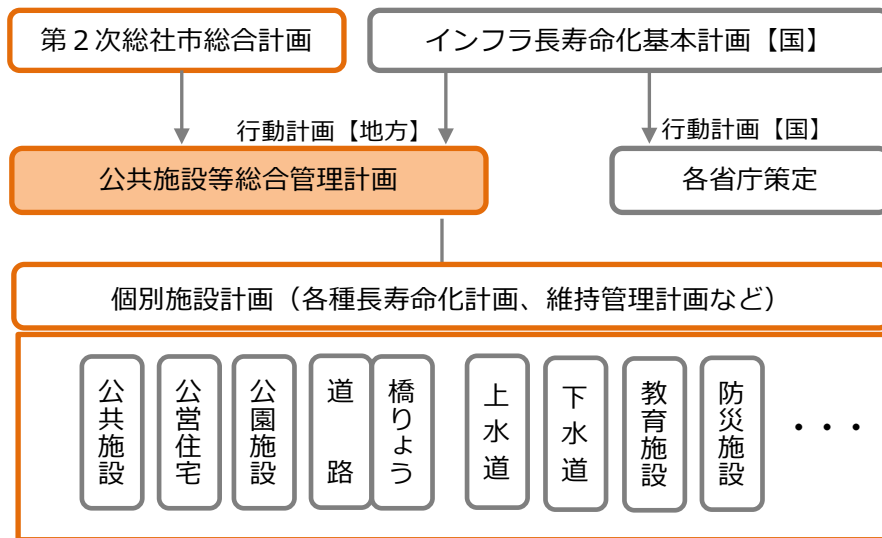 第２次総社市総合計画
インフラ長寿命化基本計画【国】
行動計画【地方】
行動計画【国】
公共施設等総合管理計画
各省庁策定
個別施設計画（各種長寿命化計画、維持管理計画など）
公共施設
公営住宅
公園施設
道路
橋りょう
上水道
下水道
教育施設
防災施設
・・・